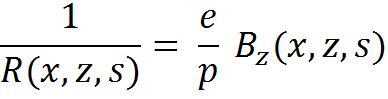 1/R(x,z,s) = e/p B_z(x,z,s)